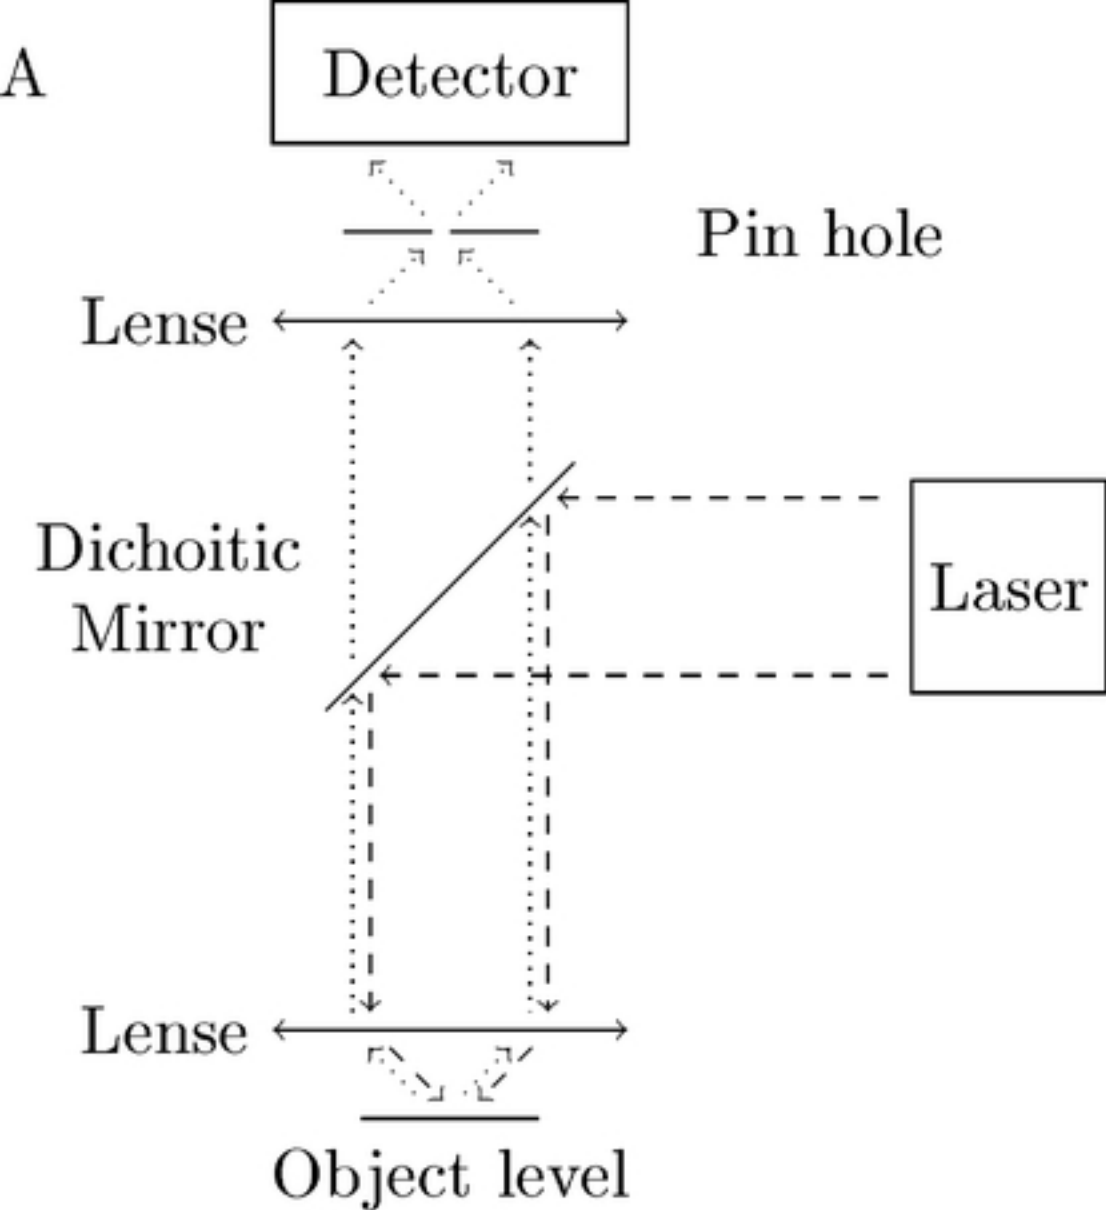 A
Detector
Pin hole
Lense
Dichoitic
Mirror
Laser
Lense
Object level